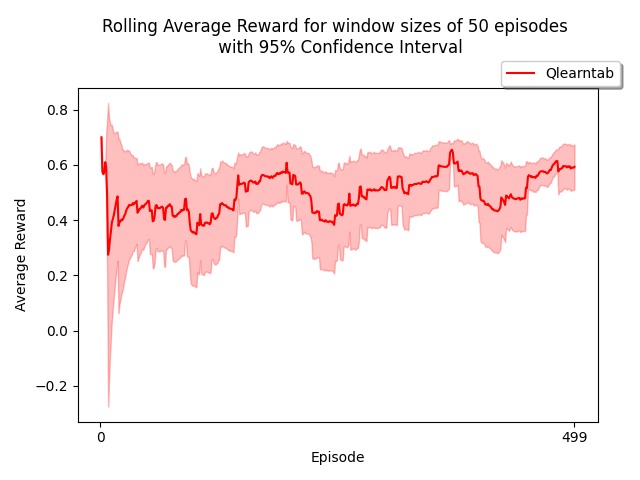 Rolling Average Reward for window sizes of 50 episodes
with 95% Confidence Interval
Qlearntab
0.8
0.6
0.4
0.2
0.0
−0.2
Average Reward
0
499
Episode